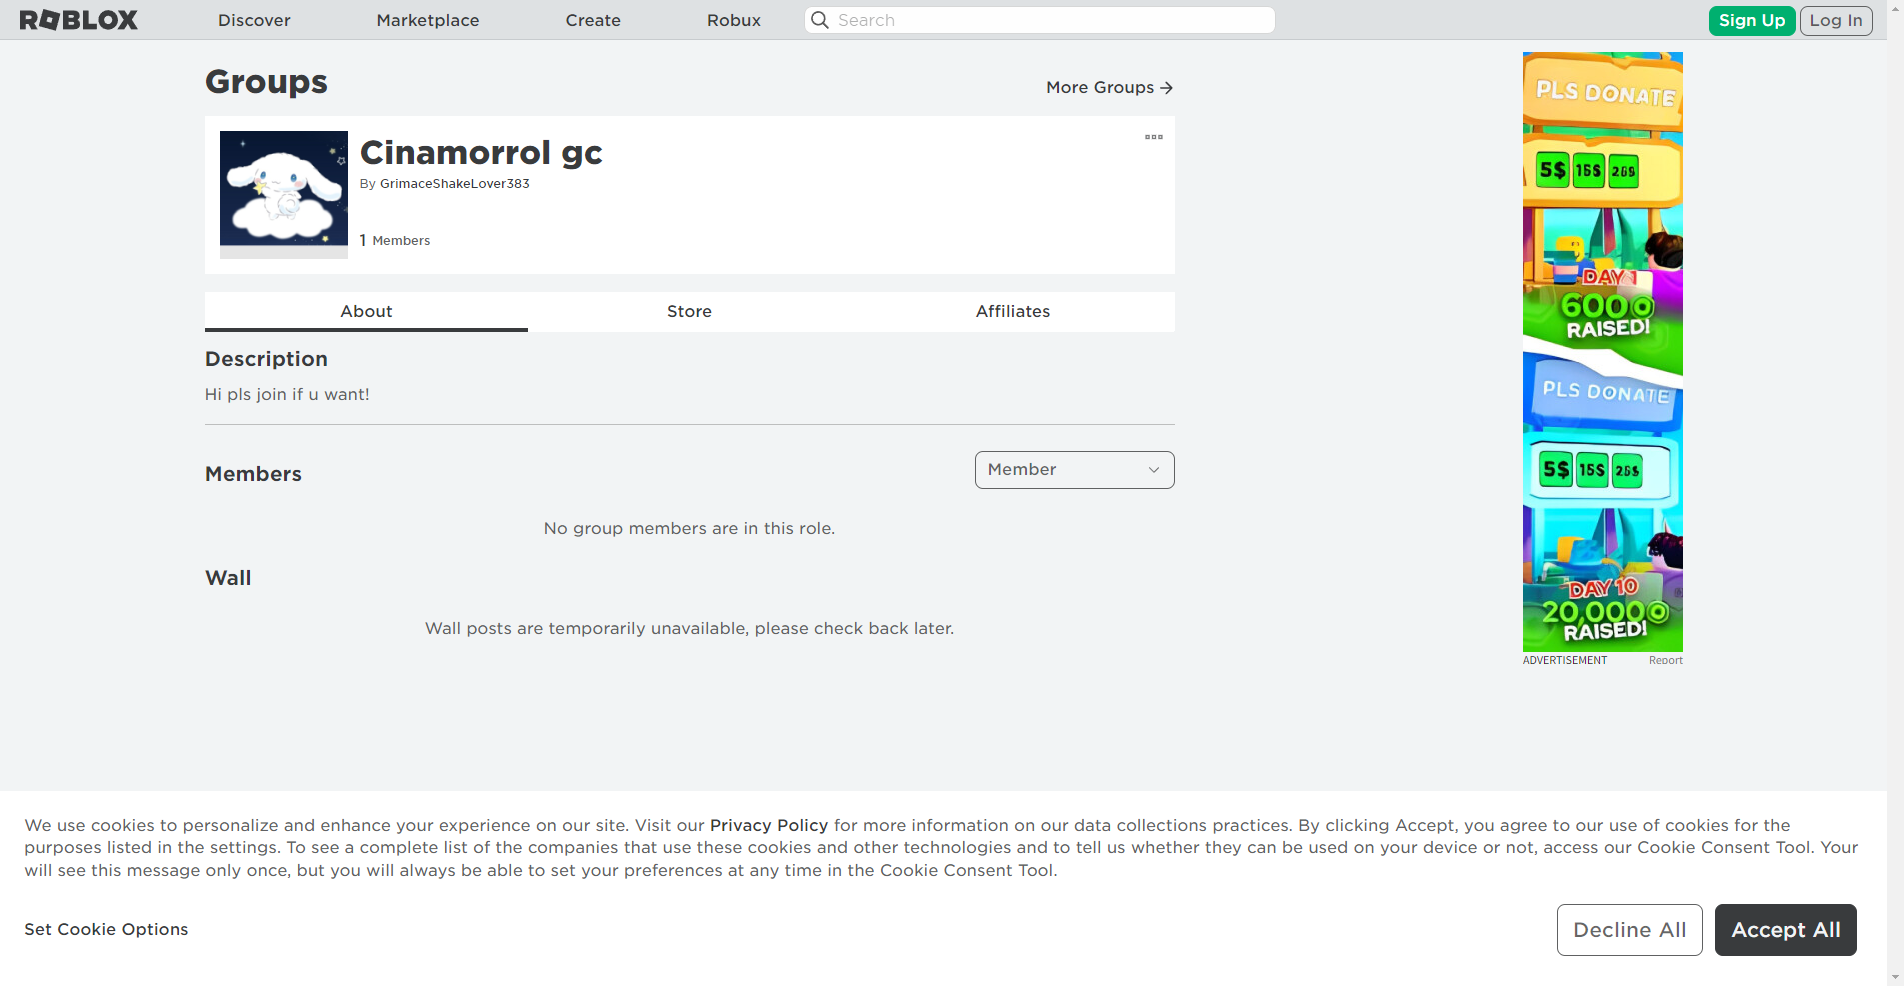 ROBLOX
Discover
Marketplace
Create
Robux
Search
Sign Up
Log In
Groups
More Groups
Cinamorrol gc
By GrimaceShakeLover383
1 Members
About
Store
Affiliates
Description
Hi pls join if u want!
Members
Member
No group members are in this role.
Wall
Wall posts are temporarily unavailable, please check back later.
PLS DONATE
5$ 15$
DAY 1
600
RAISED!
PLS DONATE
5$ 15$
DAY 10
20,000
RAISED!
ADVERTISEMENT
Report
We use cookies to personalize and enhance your experience on our site. Visit our Privacy Policy for more information on our data collections practices. By clicking Accept, you agree to our use of cookies for the
purposes listed in the settings. To see a complete list of the companies that use these cookies and other technologies and to tell us whether they can be used on your device or not, access our Cookie Consent Tool. Your
will see this message only once, but you will always be able to set your preferences at any time in the Cookie Consent Tool.
Set Cookie Options
Decline All
Accept All